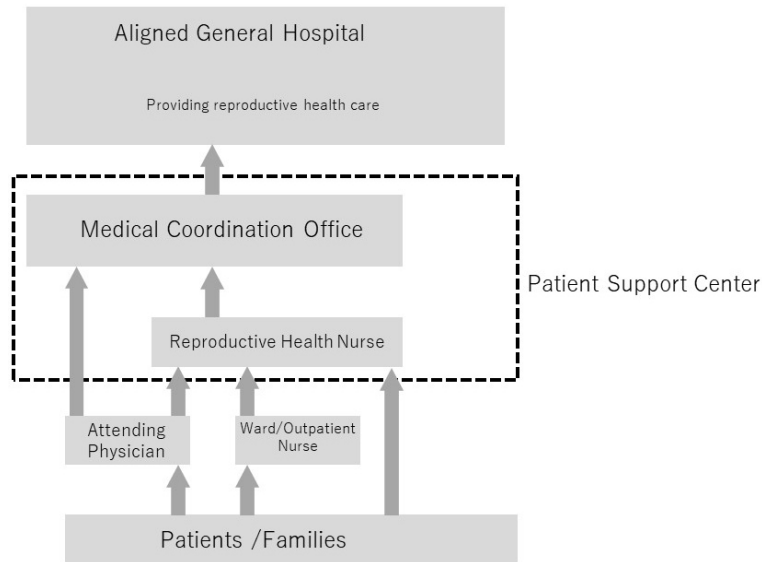 Aligned General Hospital
Providing reproductive health care
Medical Coordination Office
Patient Support Center
Reproductive Health Nurse
Attending
Physician
Ward/Outpatient
Nurse
Patients /Families